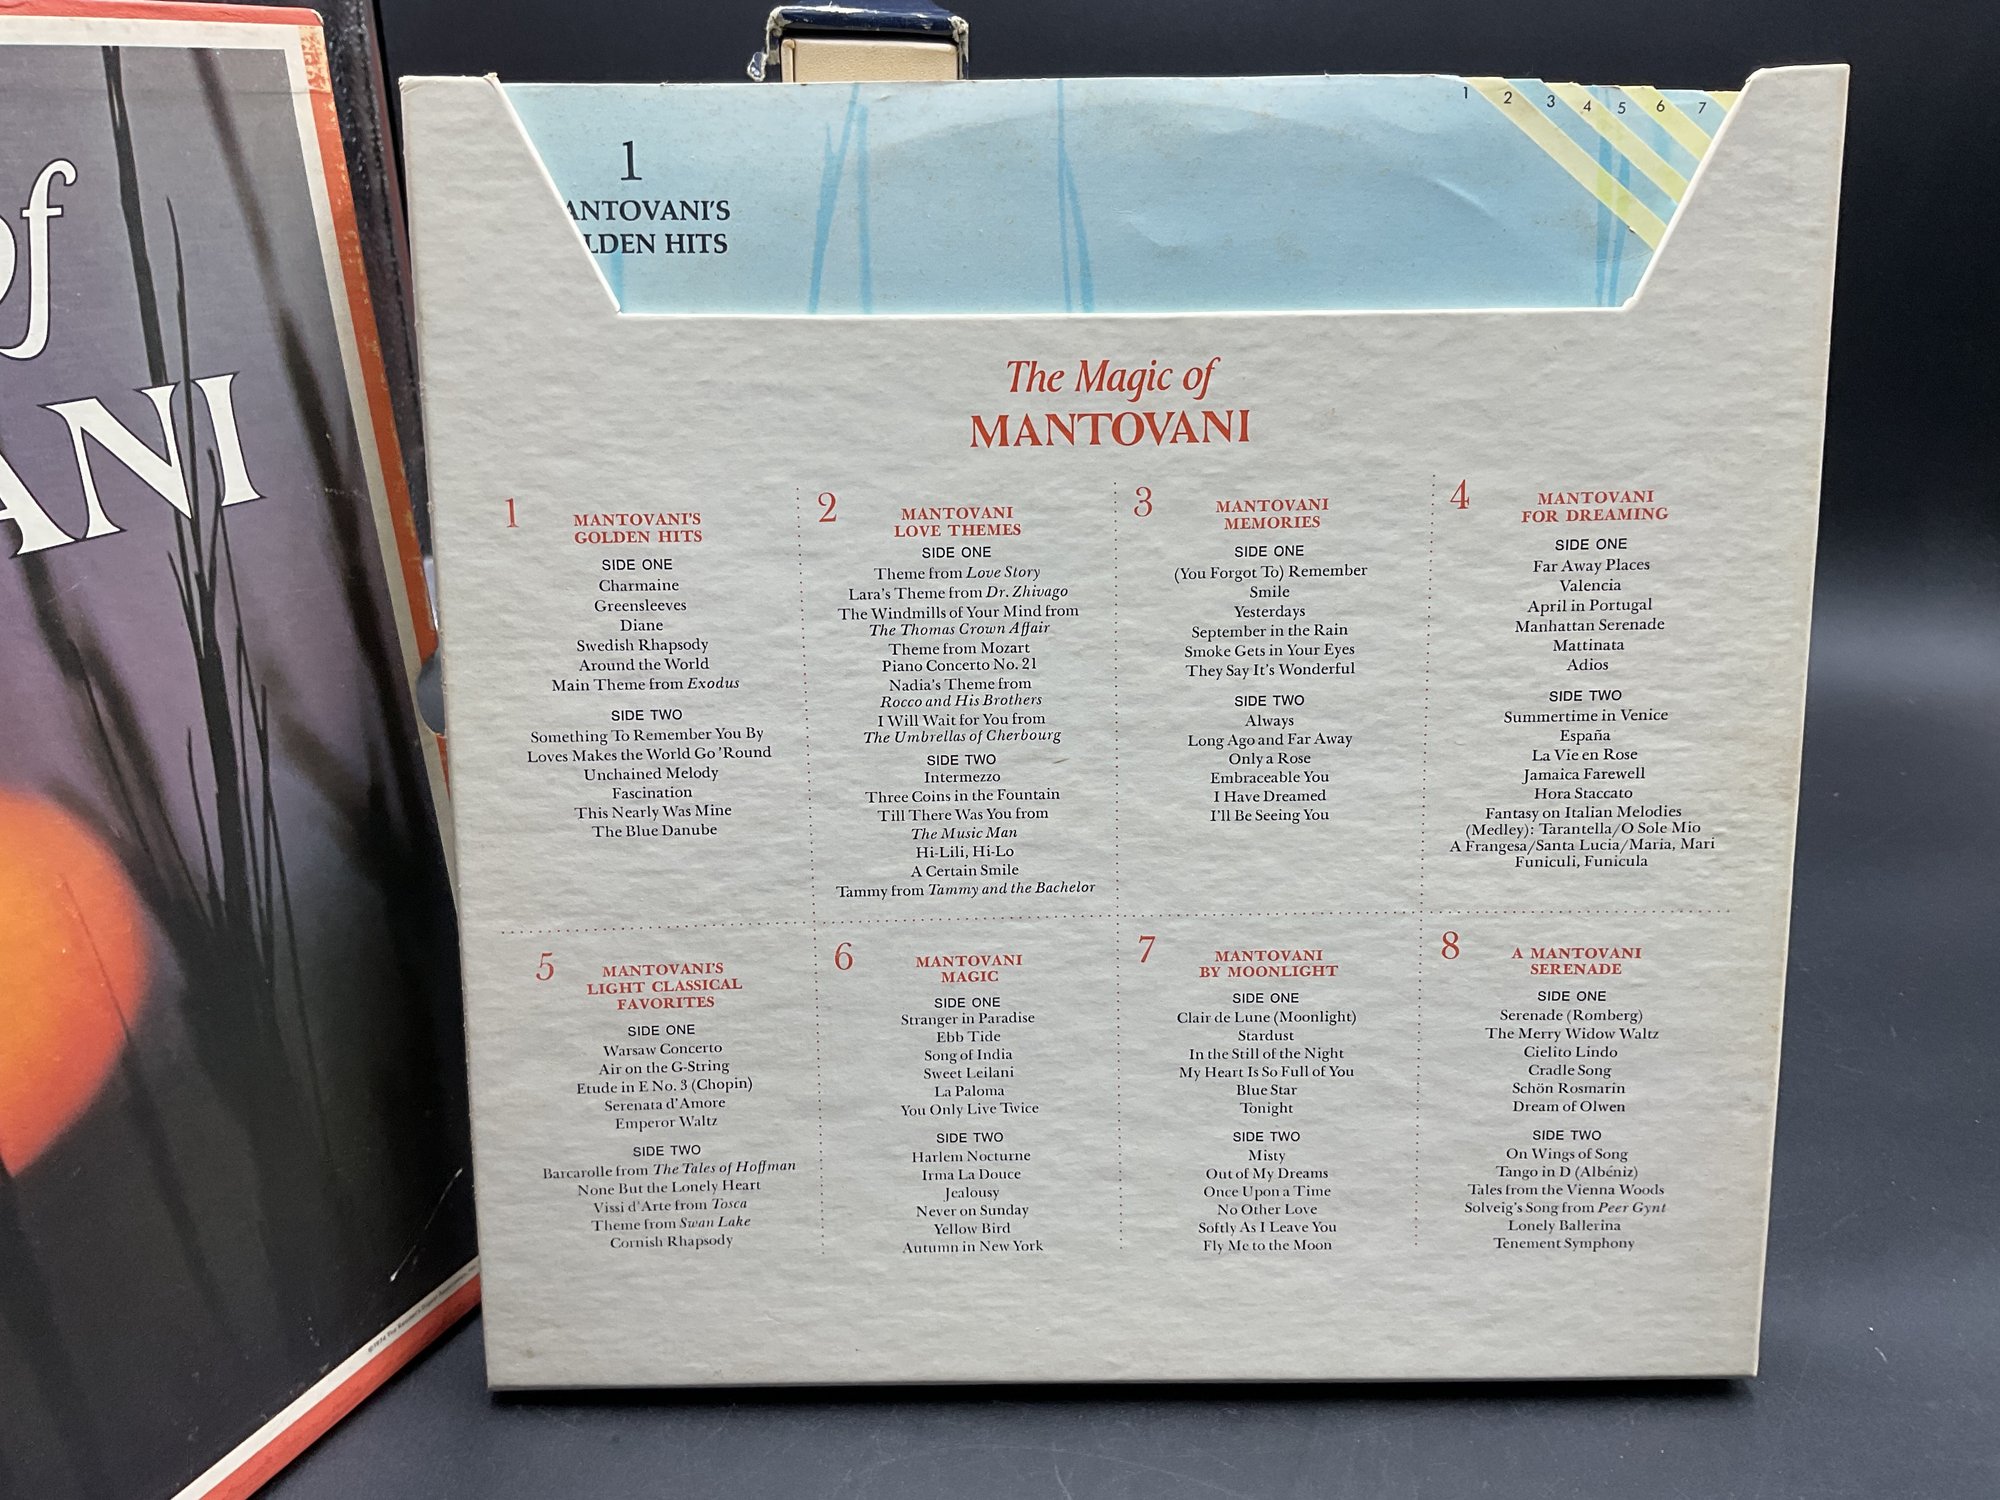 of
ANI
1
ANTOVANI'S
LDEN HITS
1 2 3 4 5 6 7
The Magic of
MANTOVANI
1
MANTOVANI'S
GOLDEN HITS
SIDE ONE
Charmaine
Greensleeves
Diane
Swedish Rhapsody
Around the World
Main Theme from Exodus
SIDE TWO
Something To Remember You By
Loves Makes the World Go 'Round
Unchained Melody
Fascination
This Nearly Was Mine
The Blue Danube
2
MANTOVANI
LOVE THEMES
SIDE ONE
Theme from Love Story
Lara's Theme from Dr. Zhivago
The Windmills of Your Mind from
The Thomas Crown Affair
Theme from Mozart
Piano Concerto No. 21
Nadia's Theme from
Rocco and His Brothers
I Will Wait for You from
The Umbrellas of Cherbourg
SIDE TWO
Intermezzo
Three Coins in the Fountain
Till There Was You from
The Music Man
Hi-Lili, Hi-Lo
A Certain Smile
Tammy from Tammy and the Bachelor
3
MANTOVANI
MEMORIES
SIDE ONE
(You Forgot To) Remember
Smile
Yesterdays
September in the Rain
Smoke Gets in Your Eyes
They Say It's Wonderful
SIDE TWO
Always
Long Ago and Far Away
Only a Rose
Embraceable You
I Have Dreamed
I'll Be Seeing You
4
MANTOVANI
FOR DREAMING
SIDE ONE
Far Away Places
Valencia
April in Portugal
Manhattan Serenade
Mattinata
Adios
SIDE TWO
Summertime in Venice
España
La Vie en Rose
Jamaica Farewell
Hora Staccato
Fantasy on Italian Melodies
(Medley): Tarantella/O Sole Mio
A Frangesa/Santa Lucia/Maria, Mari
Funiculi, Funicula
5
MANTOVANI'S
LIGHT CLASSICAL
FAVORITES
SIDE ONE
Warsaw Concerto
Air on the G-String
Etude in E No. 3 (Chopin)
Serenata d'Amore
Emperor Waltz
SIDE TWO
Barcarolle from The Tales of Hoffman
None But the Lonely Heart
Vissi d'Arte from Tosca
Theme from Swan Lake
Cornish Rhapsody
6
MANTOVANI
MAGIC
SIDE ONE
Stranger in Paradise
Ebb Tide
Song of India
Sweet Leilani
La Paloma
You Only Live Twice
SIDE TWO
Harlem Nocturne
Irma La Douce
Jealousy
Never on Sunday
Yellow Bird
Autumn in New York
7
MANTOVANI
BY MOONLIGHT
SIDE ONE
Clair de Lune (Moonlight)
Stardust
In the Still of the Night
My Heart Is So Full of You
Blue Star
Tonight
SIDE TWO
Misty
Out of My Dreams
Once Upon a Time
No Other Love
Softly As I Leave You
Fly Me to the Moon
8
A MANTOVANI
SERENADE
SIDE ONE
Serenade (Romberg)
The Merry Widow Waltz
Cielito Lindo
Cradle Song
Schön Rosmarin
Dream of Olwen
SIDE TWO
On Wings of Song
Tango in D (Albéniz)
Tales from the Vienna Woods
Solveig's Song from Peer Gynt
Lonely Ballerina
Tenement Symphony
©1974 The Reader's Digest Association,